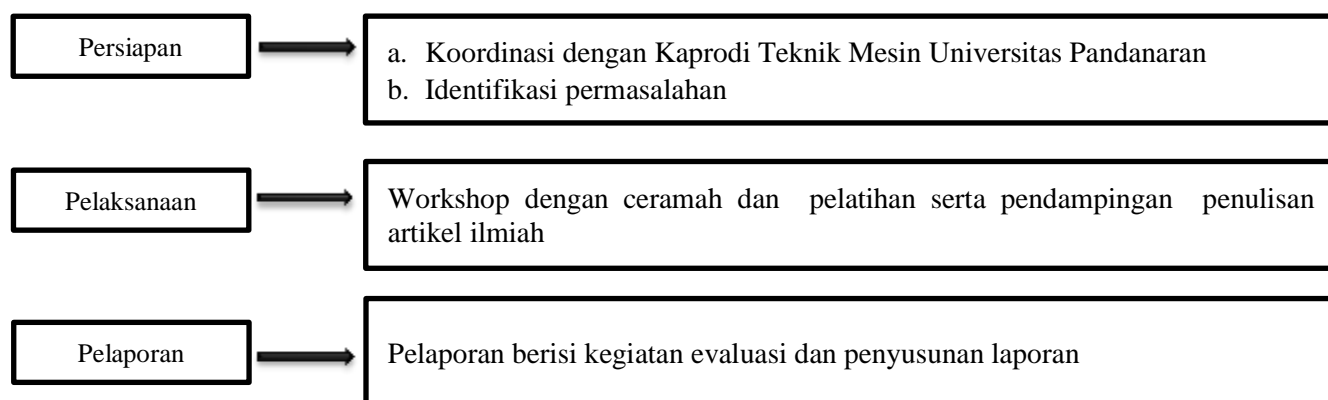 Persiapan
a. Koordinasi dengan Kaprodi Teknik Mesin Universitas Pandanaran
b. Identifikasi permasalahan
Pelaksanaan
Workshop dengan ceramah dan pelatihan serta pendampingan penulisan
artikel ilmiah
Pelaporan
Pelaporan berisi kegiatan evaluasi dan penyusunan laporan